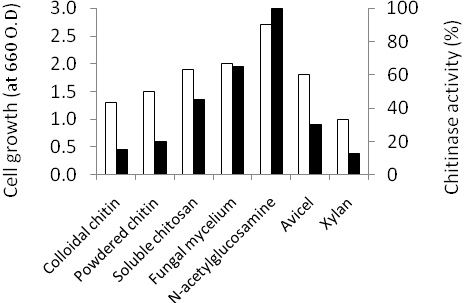 Cell growth (at 660 O.D)
3.0
2.5
2.0
1.5
1.0
0.5
0.0
100
80
60
40
20
0
Chitinase activity (%)
Colloidal chitin
Powdered chitin
Soluble chitosan
Fungal mycelium
N-acetylglucosamine
Avicel
Xylan